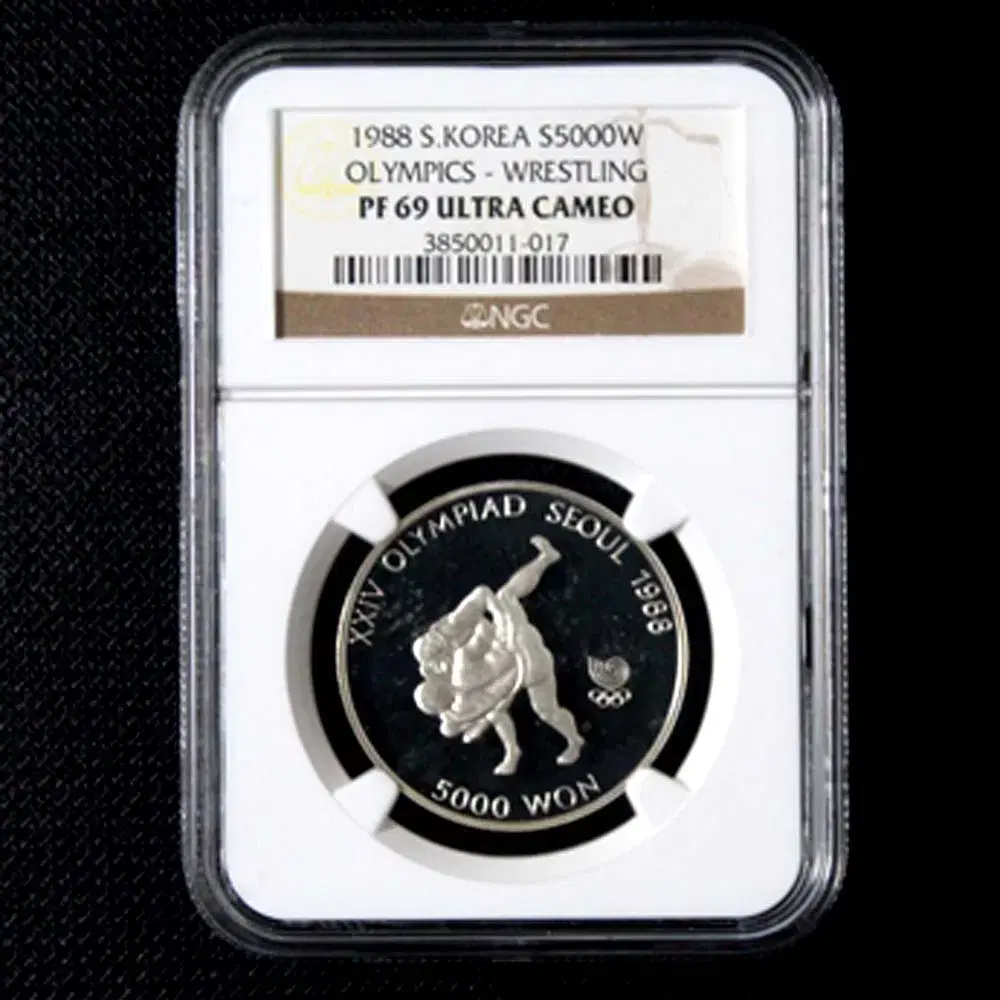 1988 S.KOREA S5000W
OLYMPICS - WRESTLING
PF 69 ULTRA CAMEO
3850011-017
NGC
XXIV OLYMPIAD SEOUL 1988
5000 WON